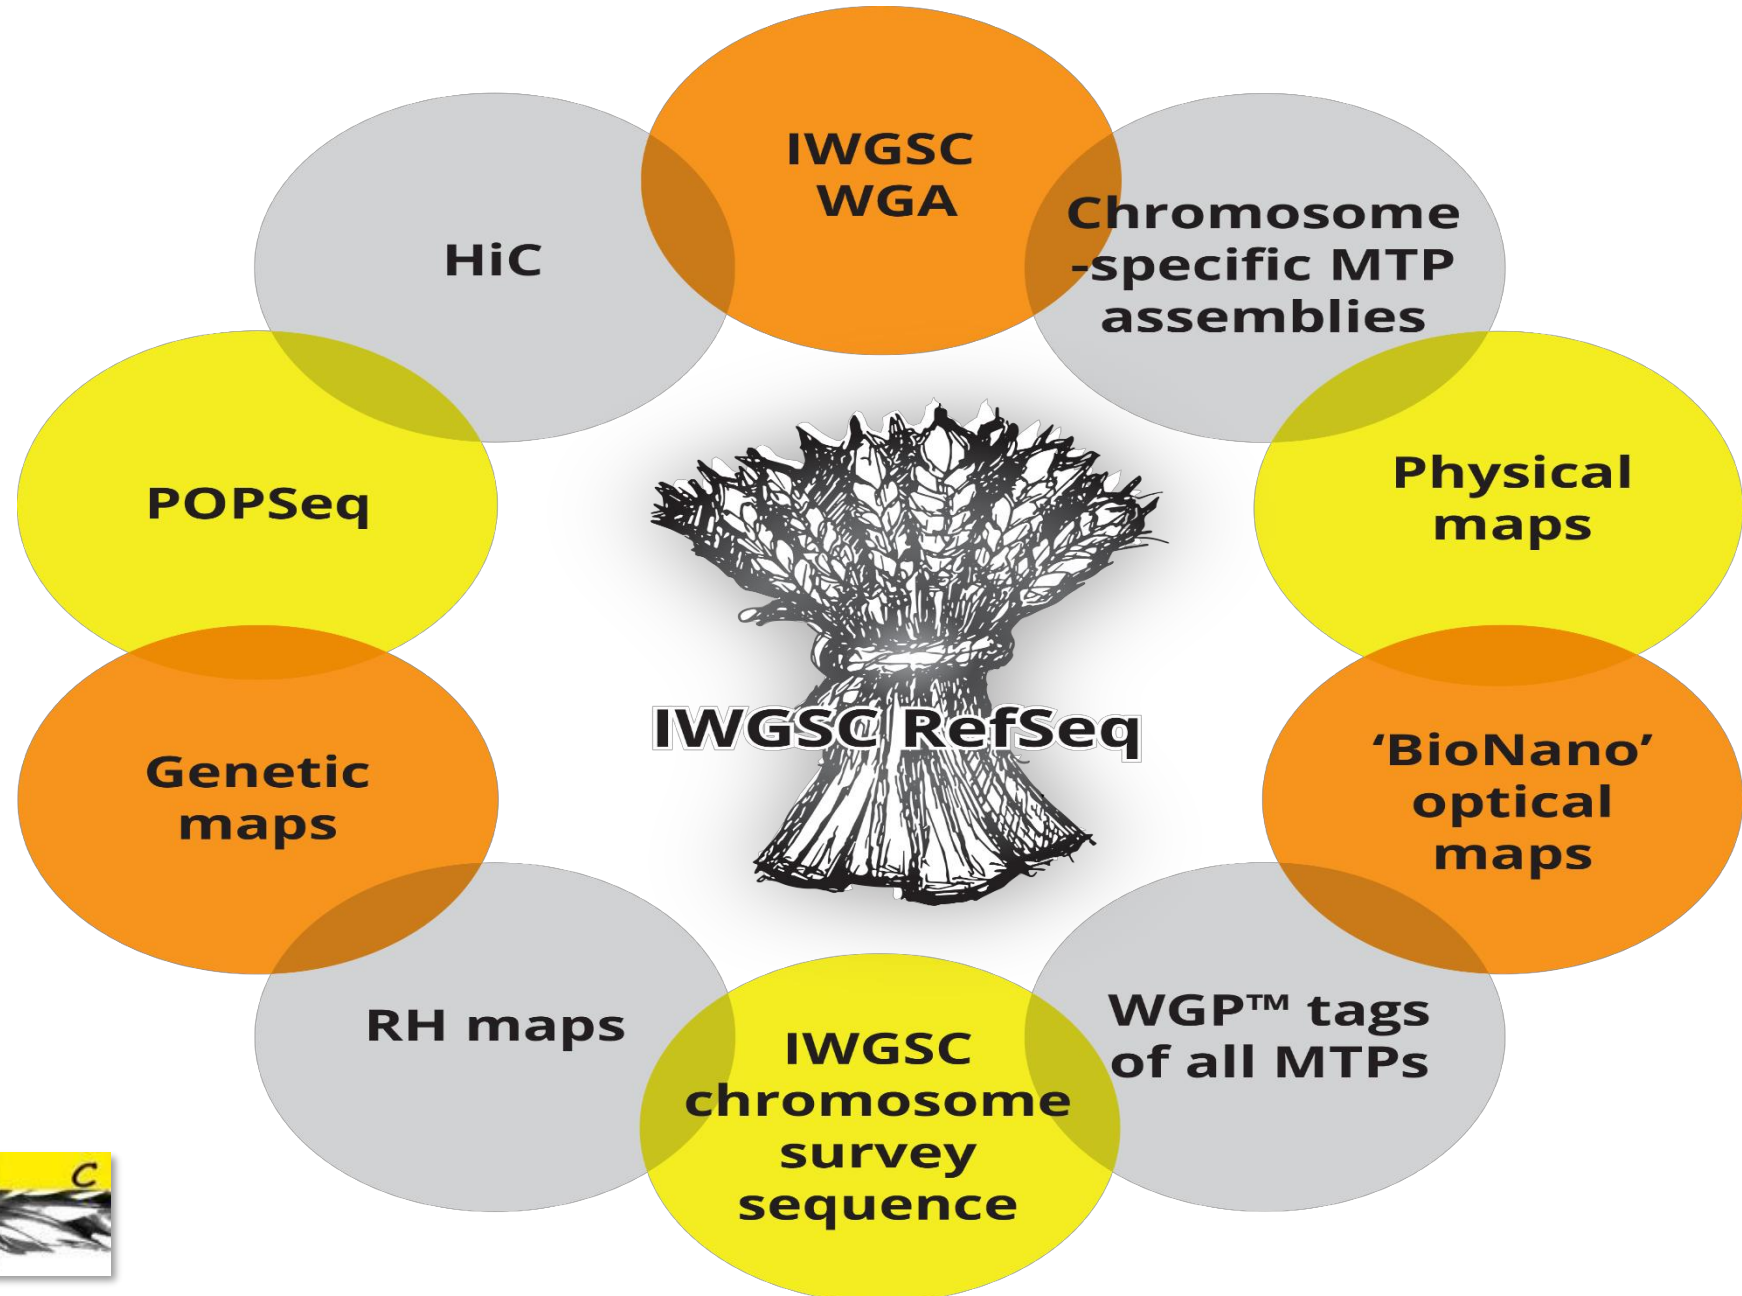 IWGSC
WGA
Chromosome
-specific MTP
assemblies
Physical
maps
‘BioNano’
optical
maps
WGP™ tags
of all MTPs
IWGSC
chromosome
survey
sequence
RH maps
Genetic
maps
POPSeq
HiC
IWGSC RefSeq
C